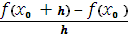 f(x₀ + h) − f(x₀)
h